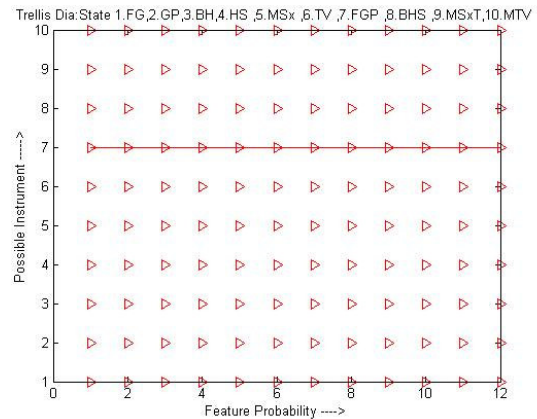 Trellis Dia:State 1.FG,2.GP,3.BH,4.HS ,5.MSx ,6.TV ,7.FGP ,8.BHS ,9.MSxT,10.MTV
10
9
8
7
6
5
4
3
2
1
Possible Instrument ----->
0 2 4 6 8 10 12
Feature Probability ---->